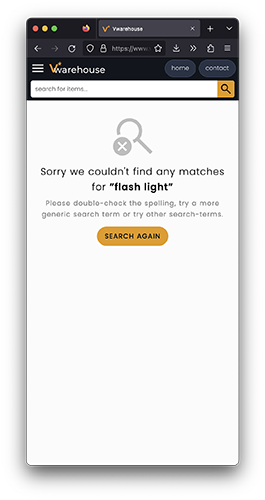 Vwarehouse
https://www
Vwarehouse
home
contact
search for items...
Sorry we couldn't find any matches
for "flash light"
Please double-check the spelling, try a more
generic search term or try other search-terms.
SEARCH AGAIN